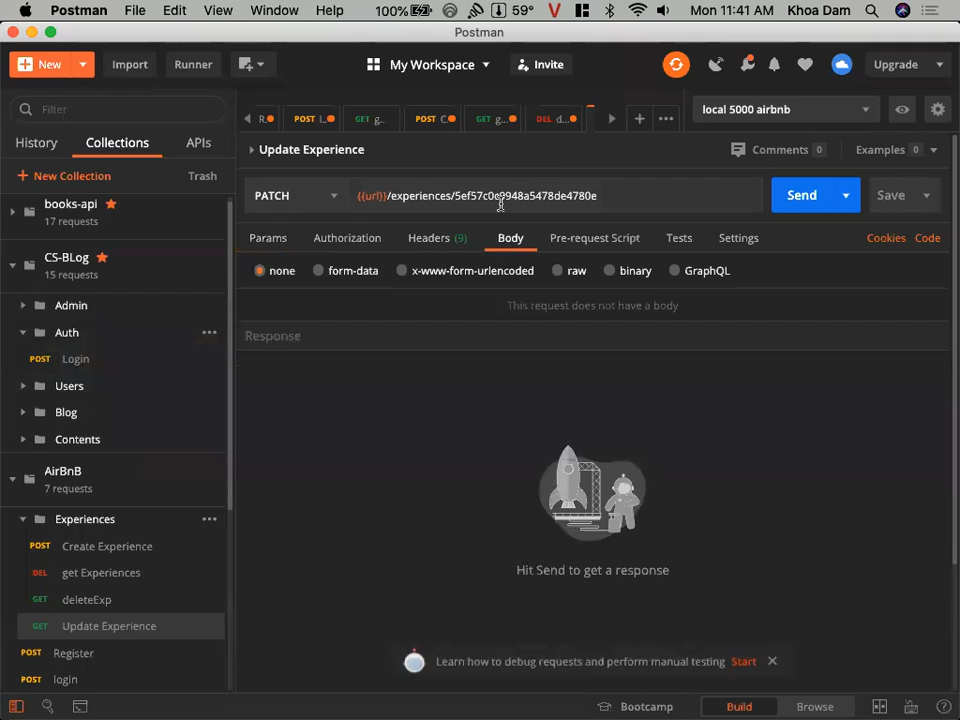 Postman File Edit View Window Help 100% 59° Mon 11:41 AM Khoa Dam
Postman
New Import Runner My Workspace Invite Upgrade
Filter
R. POST I... GET g.. POST C. GET g... DEL d... local 5000 airbnb
History Collections APIs
Update Experience Comments 0 Examples 0
New Collection Trash
books-api
17 requests
PATCH {{url}}/experiences/5ef57c0e9948a5478de4780e Send Save
CS-BLog
15 requests
Params Authorization Headers (9) Body Pre-request Script Tests Settings Cookies Code
none form-data x-www-form-urlencoded raw binary GraphQL
This request does not have a body
Response
Admin
Auth
POST Login
Users
Blog
Contents
AirBnB
7 requests
Experiences
POST Create Experience
DEL get Experiences
GET deleteExp
GET Update Experience
POST Register
POST login
Hit Send to get a response
Learn how to debug requests and perform manual testing Start
Bootcamp Build Browse